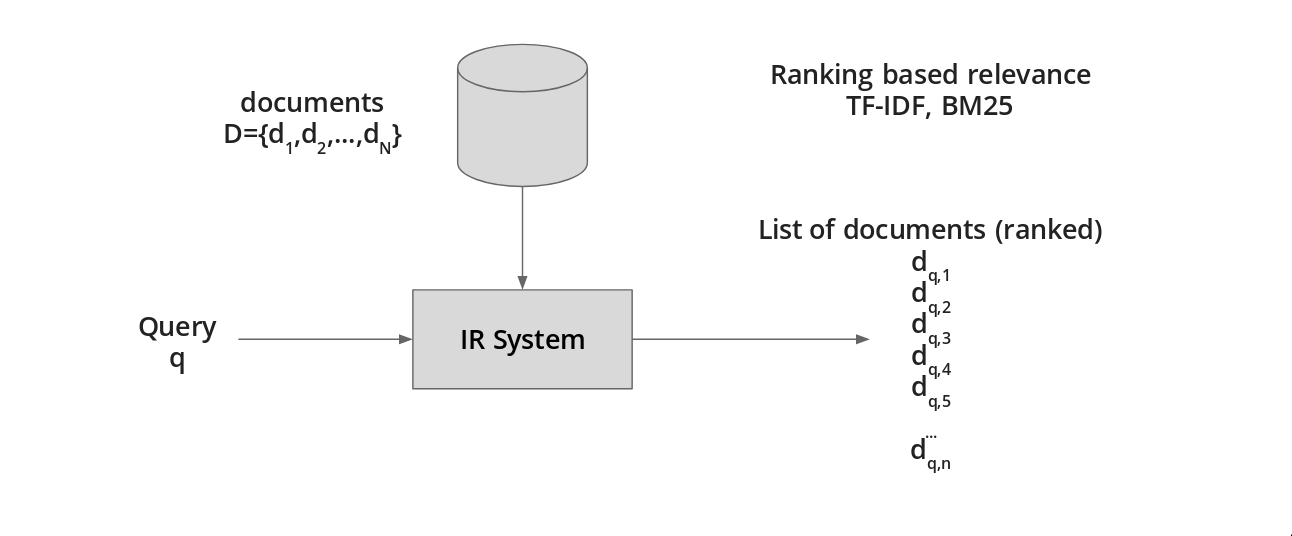 documents
D={d1,d2,...,dN}
Ranking based relevance
TF-IDF, BM25
List of documents (ranked)
dq,1
dq,2
dq,3
dq,4
dq,5
...
dq,n
Query
q
IR System